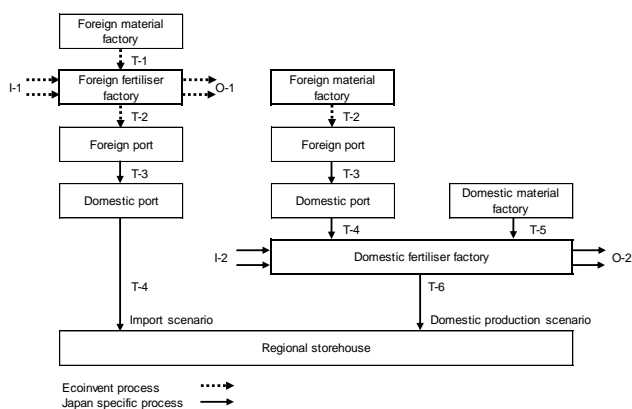 Foreign material
factory
T-1
I-1
Foreign fertiliser
factory
O-1
T-2
Foreign port
T-3
Domestic port
T-4
Import scenario
Foreign material
factory
T-2
Foreign port
T-3
Domestic port
T-4
Domestic material
factory
T-5
I-2
Domestic fertiliser factory
O-2
T-6
Domestic production scenario
Regional storehouse
Ecoinvent process
Japan specific process